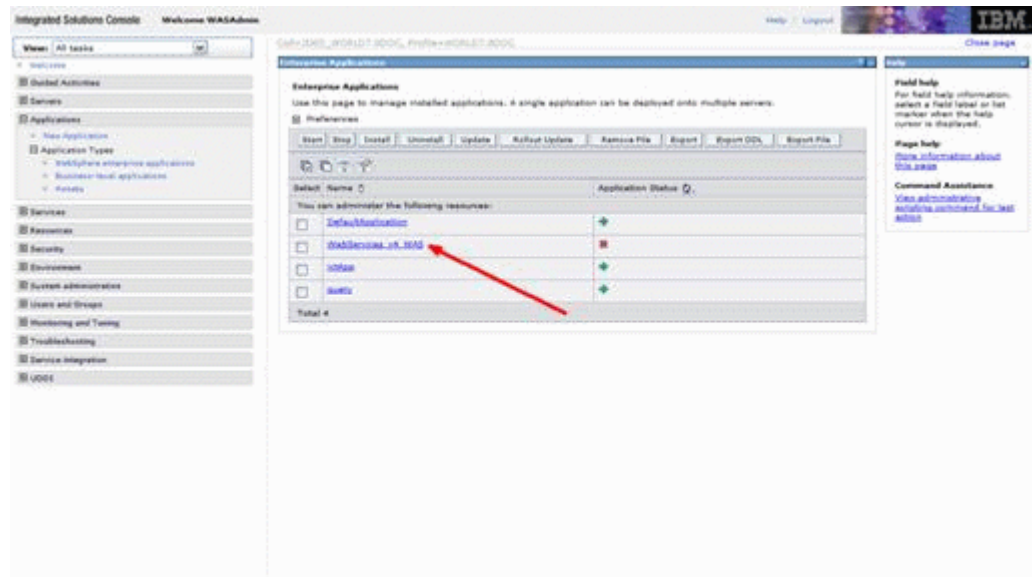 Integrated Solutions Console Welcome WASAdmin
Help Logout
IBM
View: All tasks
Close page
Welcome
Guided Activities
Servers
Applications
New Application
Application Types
WebSphere enterprise applications
Business-level applications
Assets
Services
Resources
Security
Environment
System administration
Users and Groups
Monitoring and Tuning
Troubleshooting
Service integration
UDDI
Enterprise Applications
Enterprise Applications
Use this page to manage installed applications. A single application can be deployed onto multiple servers.
Preferences
Start Stop Install Uninstall Update Rollout Update Remove File Export Export DDL Export File
Select Name Application Status
You can administer the following resources:
DefaultApplication
WebServices_v4_WAS
ivtApp
query
Total 4
Help
Field help
For field help information,
select a field label or list
marker when the help
cursor is displayed.
Page help
More information about
this page
Command Assistance
View administrative
scripting command for last
action